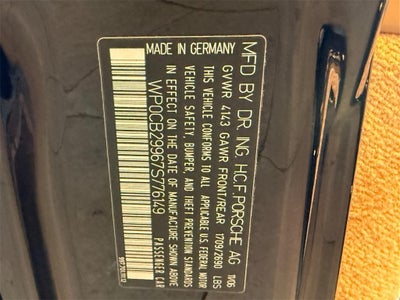 MFD BY DR. ING. H.C.F. PORSCHE AG 11/06
GVWR 4143 GAWR FRONT/REAR 1709/2690 LBS
THIS VEHICLE CONFORMS TO ALL APPLICABLE U.S. FEDERAL
VEHICLE SAFETY, BUMPER, AND THEFT PREVENTION STANDARDS
IN EFFECT ON THE DATE OF MANUFACTURE SHOWN ABOVE
WP0CB29967S776149 PASSENGER CAR
MADE IN GERMANY